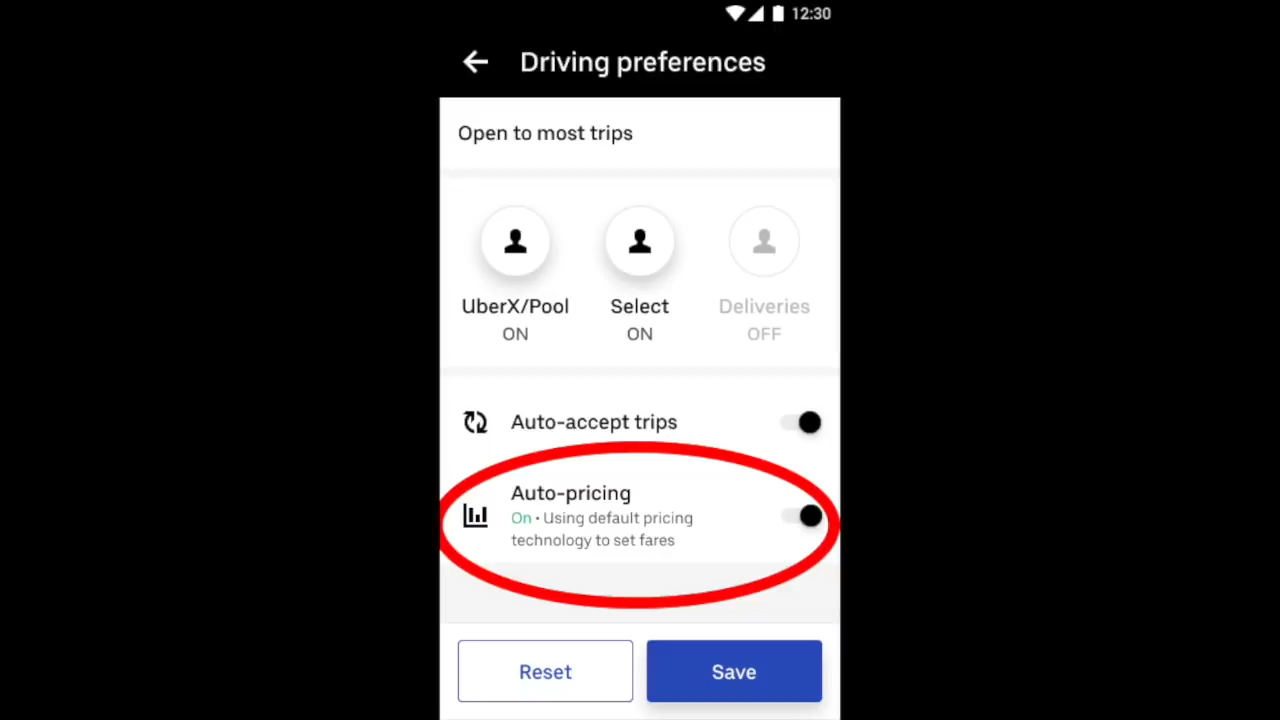 12:30
Driving preferences
Open to most trips
UberX/Pool Select Deliveries
ON ON OFF
Auto-accept trips
Auto-pricing
On • Using default pricing
technology to set fares
Reset Save